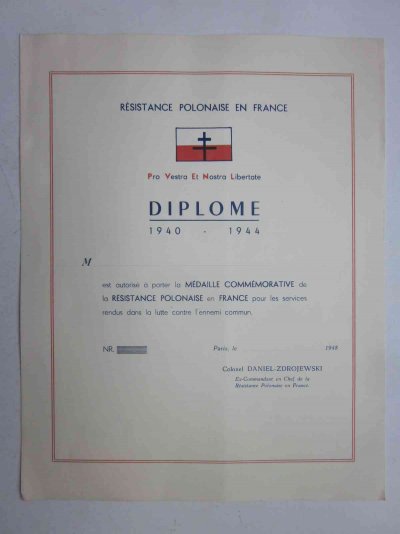 RÉSISTANCE POLONAISE EN FRANCE
Pro Vestra Et Nostra Libertate
DIPLOME
1940 - 1944
M
est autorisé à porter la MÉDAILLE COMMÉMORATIVE de
la RÉSISTANCE POLONAISE en FRANCE pour les services
rendus dans la lutte contre l'ennemi commun.
NR.
Paris, le 1948
Colonel DANIEL-ZDROJEWSKI
Ex-Commandant en Chef de la
Résistance Polonaise en France.